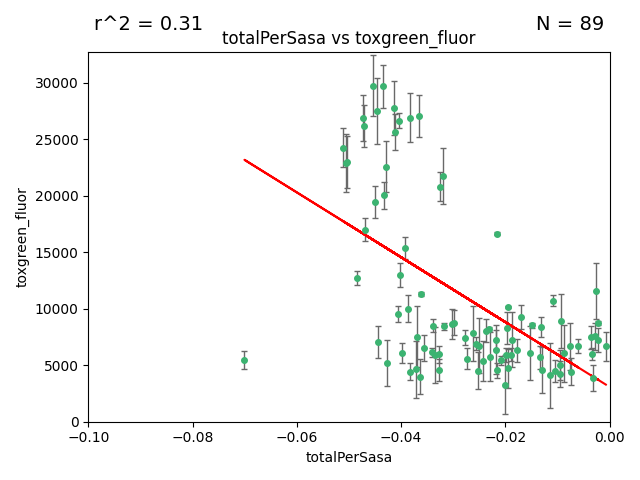 r^2 = 0.31
N = 89
totalPerSasa vs toxgreen_fluor
30000
25000
20000
15000
10000
5000
0
toxgreen_fluor
−0.10
−0.08
−0.06
−0.04
−0.02
0.00
totalPerSasa